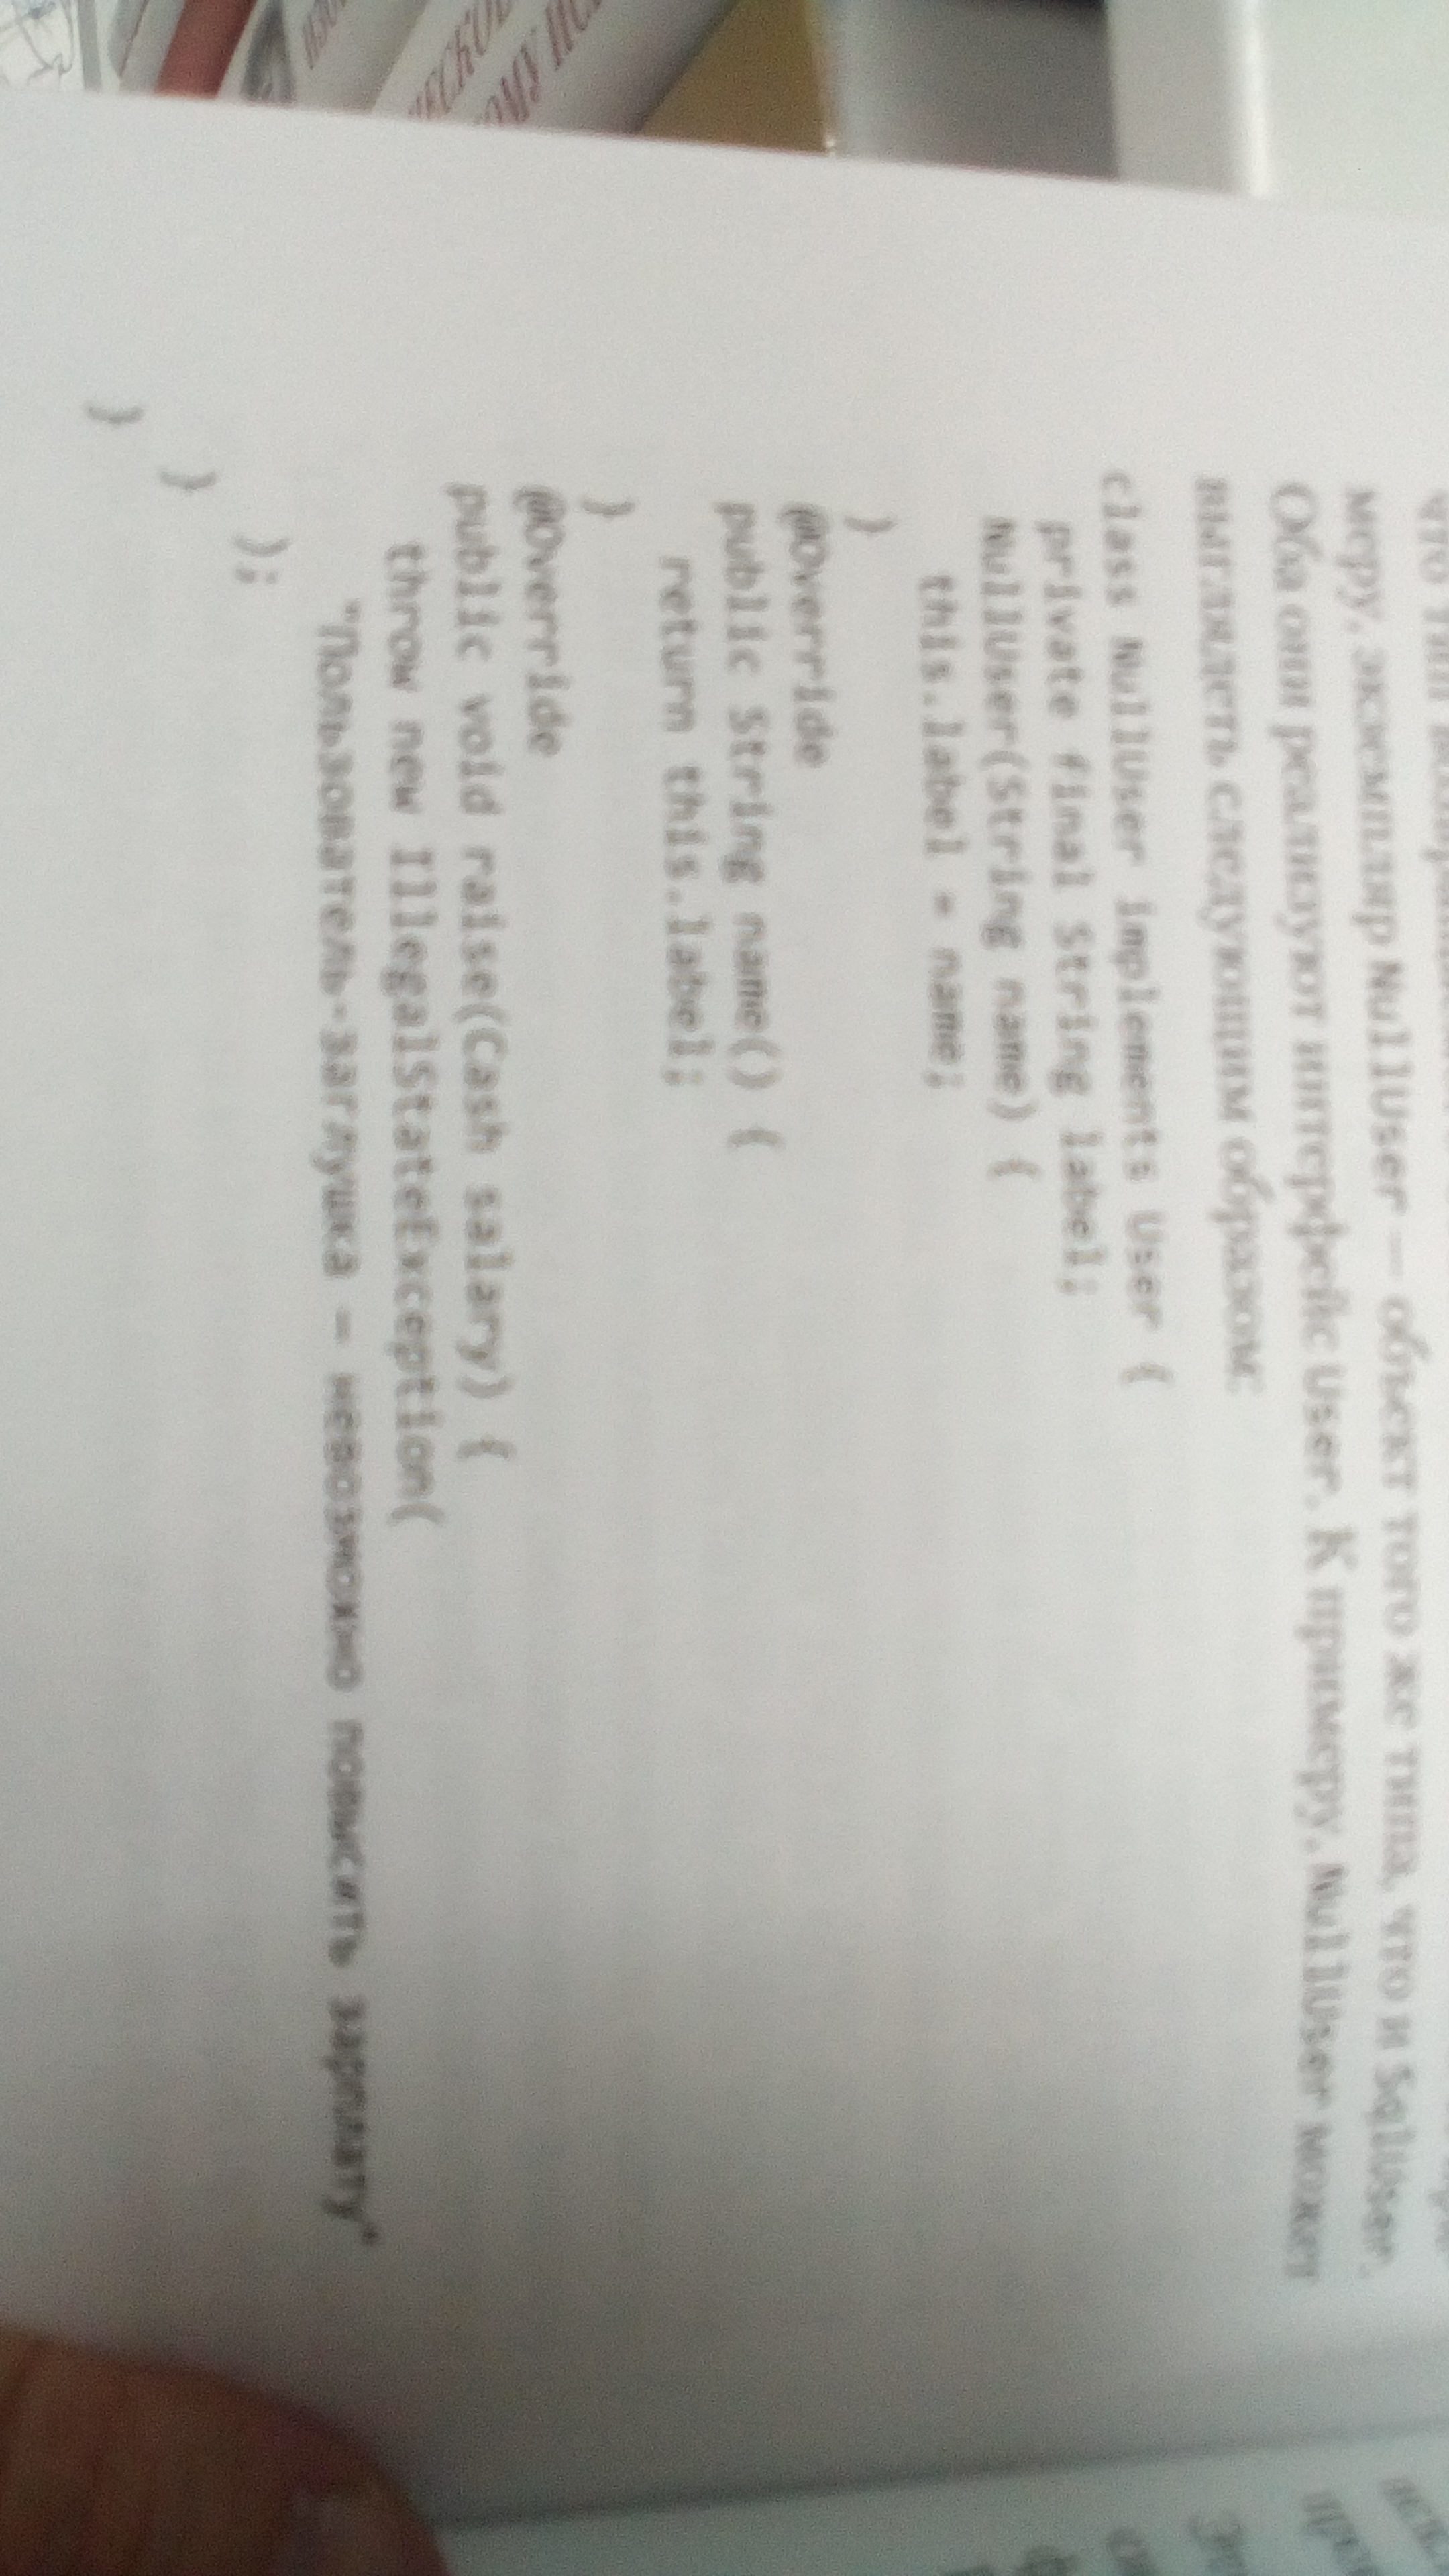 что тип
меру, экземпляр NullUser — объект того же типа, что и SqlUser.
Оба они реализуют интерфейс User. К примеру, NullUser может
выглядеть следующим образом:
class NullUser implements User {
  private final String label;
  NullUser(String name) {
    this.label = name;
  }
  @Override
  public String name() {
    return this.label;
  }
  @Override
  public void raise(Cash salary) {
    throw new IllegalStateException(
      "Пользователь-заглушка — невозможно повысить зарплату"
    );
  }
}